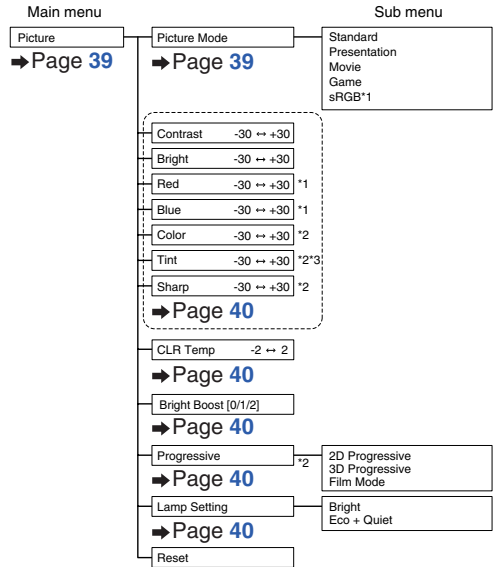 Main menu
Sub menu
Picture
➡Page 39
Picture Mode
➡Page 39
Standard
Presentation
Movie
Game
sRGB*1
Contrast -30 ↔ +30
Bright -30 ↔ +30
Red -30 ↔ +30 *1
Blue -30 ↔ +30 *1
Color -30 ↔ +30 *2
Tint -30 ↔ +30 *2*3
Sharp -30 ↔ +30 *2
➡Page 40
CLR Temp -2 ↔ 2
➡Page 40
Bright Boost [0/1/2]
➡Page 40
Progressive *2
➡Page 40
2D Progressive
3D Progressive
Film Mode
Lamp Setting
➡Page 40
Bright
Eco + Quiet
Reset